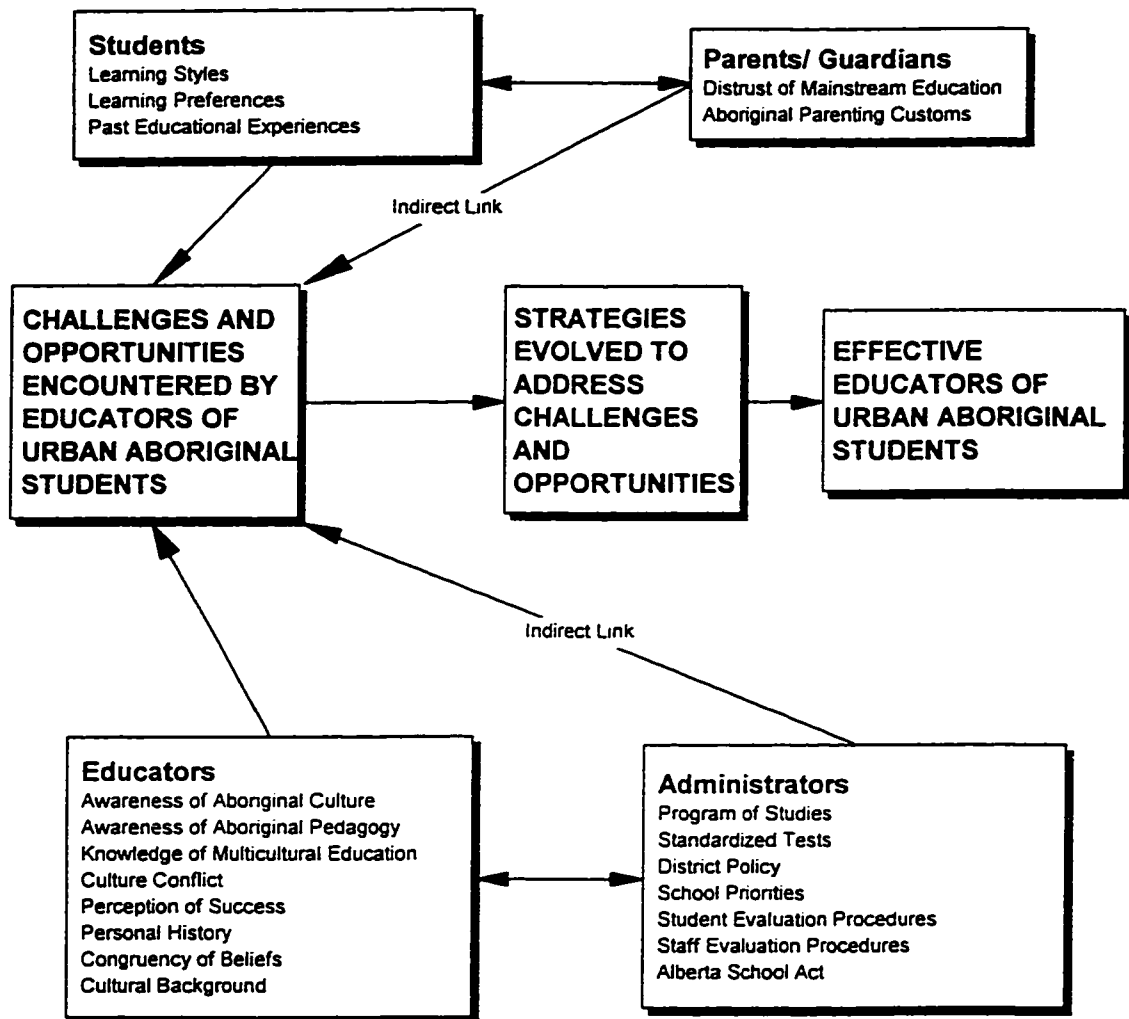 Students
Learning Styles
Learning Preferences
Past Educational Experiences
Parents/ Guardians
Distrust of Mainstream Education
Aboriginal Parenting Customs
Indirect Link
CHALLENGES AND
OPPORTUNITIES
ENCOUNTERED BY
EDUCATORS OF
URBAN ABORIGINAL
STUDENTS
STRATEGIES
EVOLVED TO
ADDRESS
CHALLENGES
AND
OPPORTUNITIES
EFFECTIVE
EDUCATORS OF
URBAN ABORIGINAL
STUDENTS
Indirect Link
Educators
Awareness of Aboriginal Culture
Awareness of Aboriginal Pedagogy
Knowledge of Multicultural Education
Culture Conflict
Perception of Success
Personal History
Congruency of Beliefs
Cultural Background
Administrators
Program of Studies
Standardized Tests
District Policy
School Priorities
Student Evaluation Procedures
Staff Evaluation Procedures
Alberta School Act